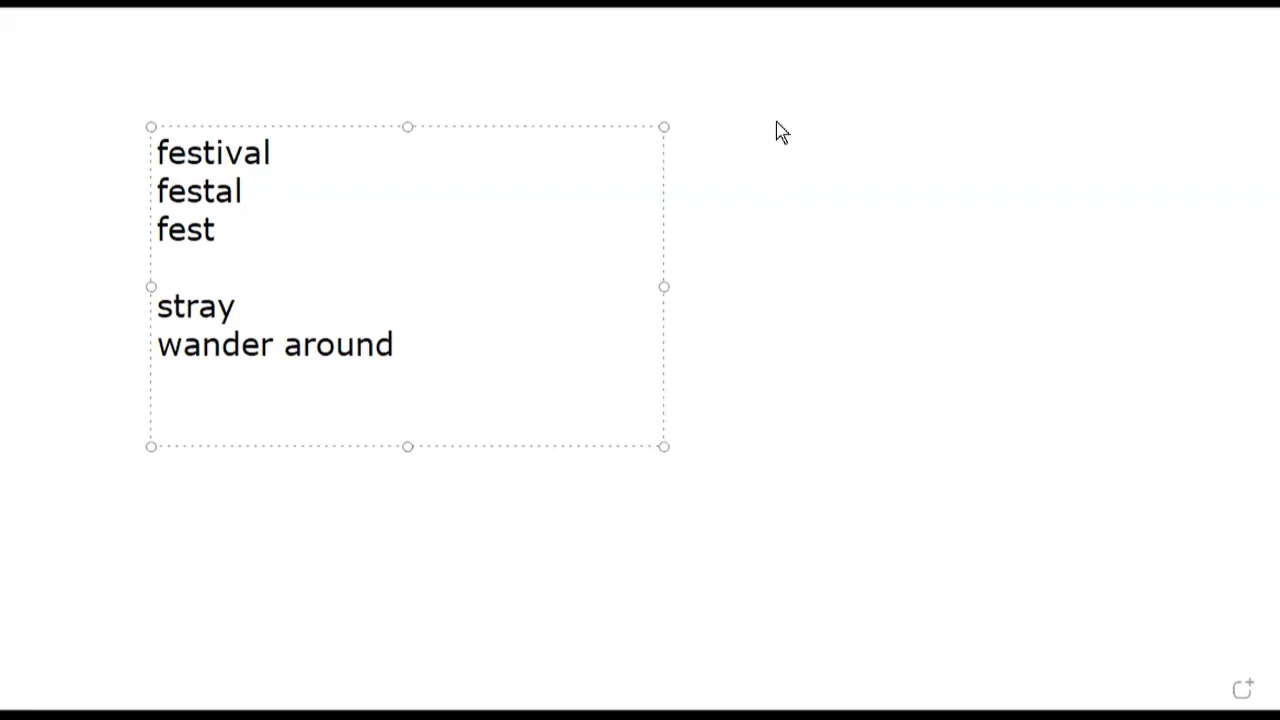 festival
festal
fest
stray
wander around